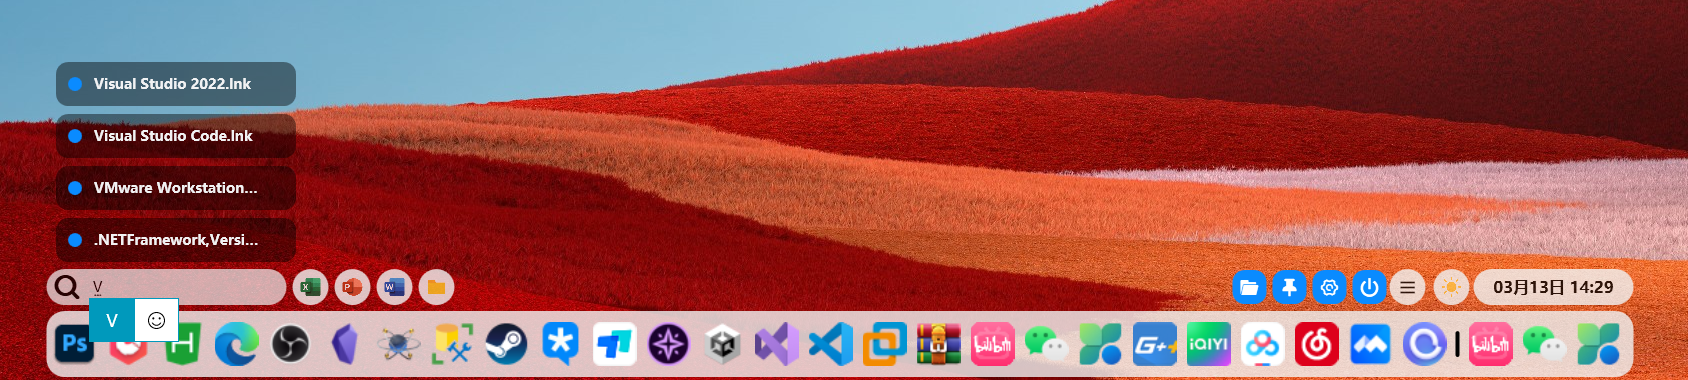 Visual Studio 2022.lnk
Visual Studio Code.lnk
VMware Workstation...
.NETFramework,Versi...
V
V
03月13日 14:29
Ps
H
G++
iQIYI
bilibili
bilibili